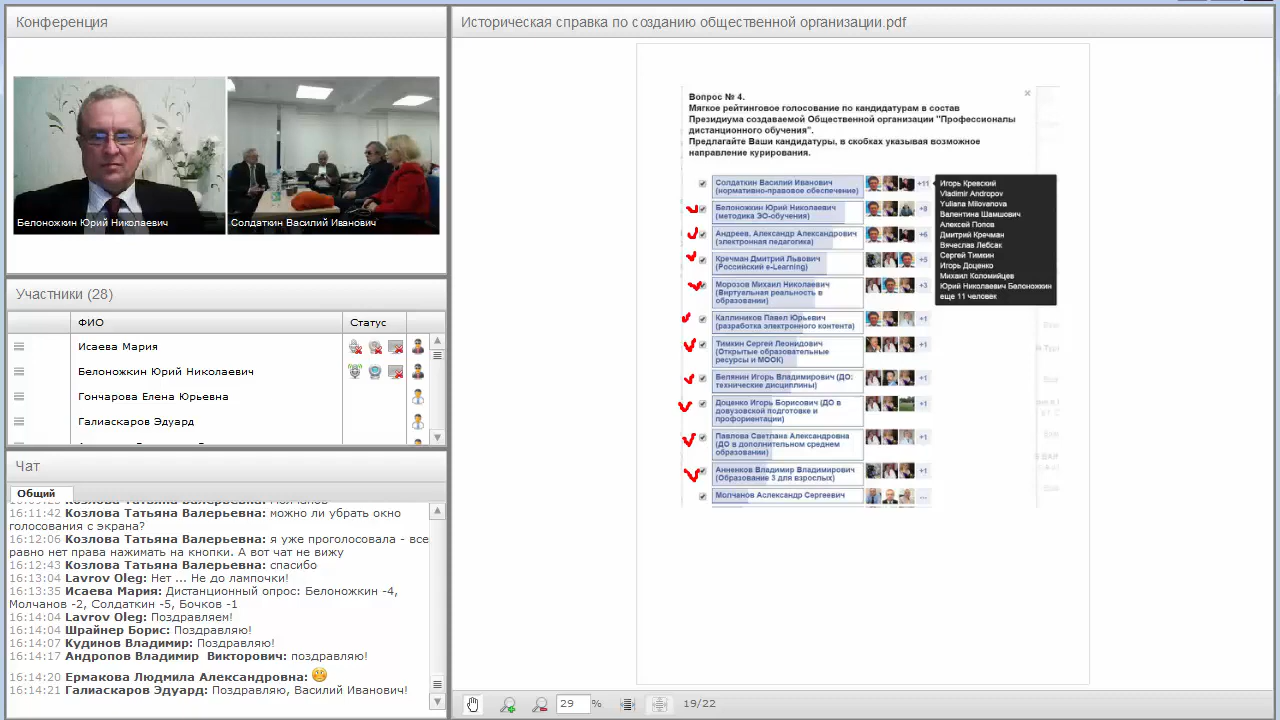 Конференция
кин Юрий Николаевич
Солдаткин Василий Иванович
Участники (28)
ФИО
Статус
Исаева Мария
Белоножкин Юрий Николаевич
Галиаскаров Эдуард
Чат
Общий
16:11:42 Козлова Татьяна Валерьевна: можно ли убрать окно
голосования с экрана?
16:12:06 Козлова Татьяна Валерьевна: я уже проголосовала - все
равно нет права нажимать на кнопки. А вот чат не вижу
16:12:43 Козлова Татьяна Валерьевна: спасибо
16:13:04 Lavrov Oleg: Нет ... Не до лампочки!
16:13:35 Исаева Мария: Дистанционный опрос: Белоножкин -4,
Молчанов -2, Солдаткин -5, Бочков -1
16:14:04 Lavrov Oleg: Поздравляем!
16:14:04 Шрайнер Борис: Поздравляю!
16:14:07 Кудинов Владимир: Поздравляю!
16:14:17 Андропов Владимир Викторович: поздравляю!
16:14:20 Ермакова Людмила Александровна:
16:14:21 Галиаскаров Эдуард: Поздравляю, Василий Иванович!
Историческая справка по созданию общественной организации.pdf
Вопрос № 4.
Мягкое рейтинговое голосование по кандидатурам в состав
Президиума создаваемой Общественной организации "Профессионалы
дистанционного обучения".
Предлагайте Ваши кандидатуры, в скобках указывая возможное
направление курирования.
Солдаткин Василий Иванович
(нормативно-правовое обеспечение)
+11
Белоножкин Юрий Николаевич
(методика ЭО-обучения)
+9
Андреев, Александр Александрович
(электронная педагогика)
+6
Кречман Дмитрий Львович
(Российский e-Learning)
+5
Морозов Михаил Николаевич
(Виртуальная реальность в
образовании)
+3
Каллиников Павел Юрьевич
(разработка электронного контента)
+1
Тимкин Сергей Леонидович
(Открытые образовательные
ресурсы и МООК)
+1
Белянин Игорь Владимирович (ДО:
технические дисциплины)
+1
Доценко Игорь Борисович (ДО в
довузовской подготовке и
профориентации)
+1
Павлова Светлана Александровна
(ДО в дополнительном среднем
образовании)
+1
Анненков Владимир Владимирович
(Образование 3 для взрослых)
+1
Молчанов Аслександр Сергеевич
...
Игорь Кревский
Vladimir Andropov
Yuliana Milovanova
Валентина Шамшович
Алексей Попов
Дмитрий Кречман
Вячеслав Лебсак
Сергей Тимкин
Игорь Доценко
Михаил Коломийцев
Юрий Николаевич Белоножкин
еще 11 человек
29 %
19/22